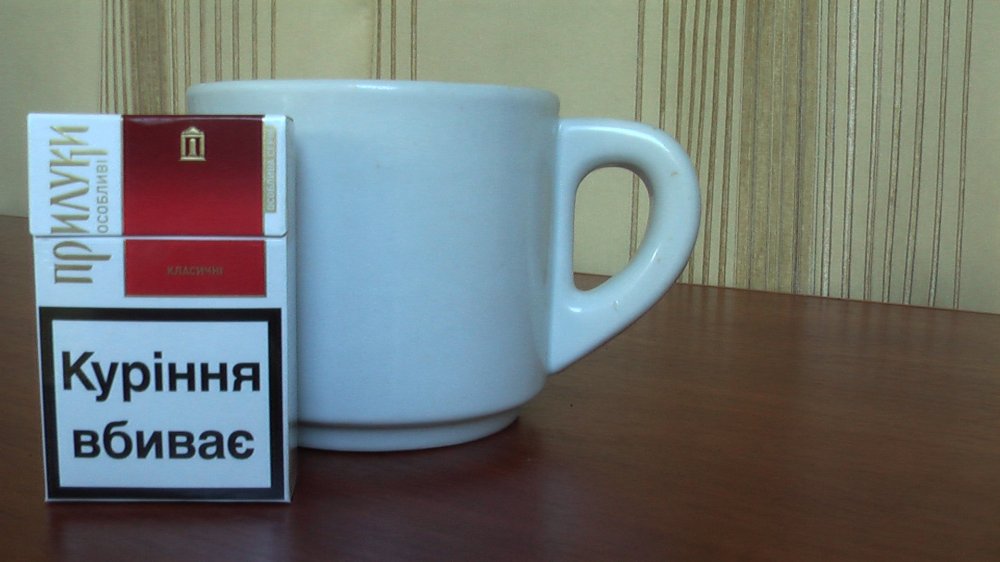 ПРИЛУКИ
ОСОБЛИВІ
КЛАСИЧНІ
Куріння
вбиває